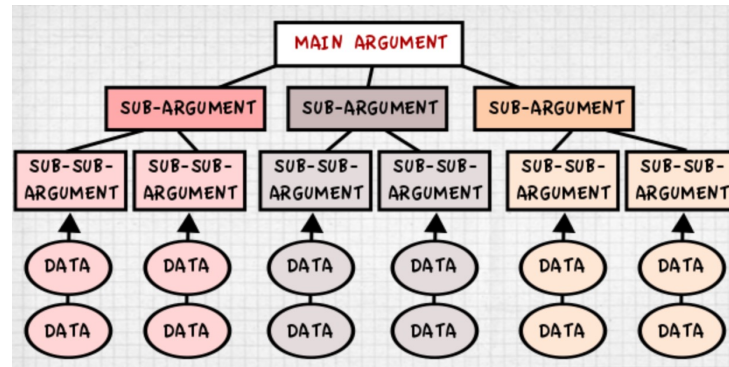 MAIN ARGUMENT
SUB-ARGUMENT SUB-ARGUMENT SUB-ARGUMENT
SUB-SUB- SUB-SUB- SUB-SUB- SUB-SUB- SUB-SUB- SUB-SUB-
ARGUMENT ARGUMENT ARGUMENT ARGUMENT ARGUMENT ARGUMENT
DATA DATA DATA DATA DATA DATA
DATA DATA DATA DATA DATA DATA